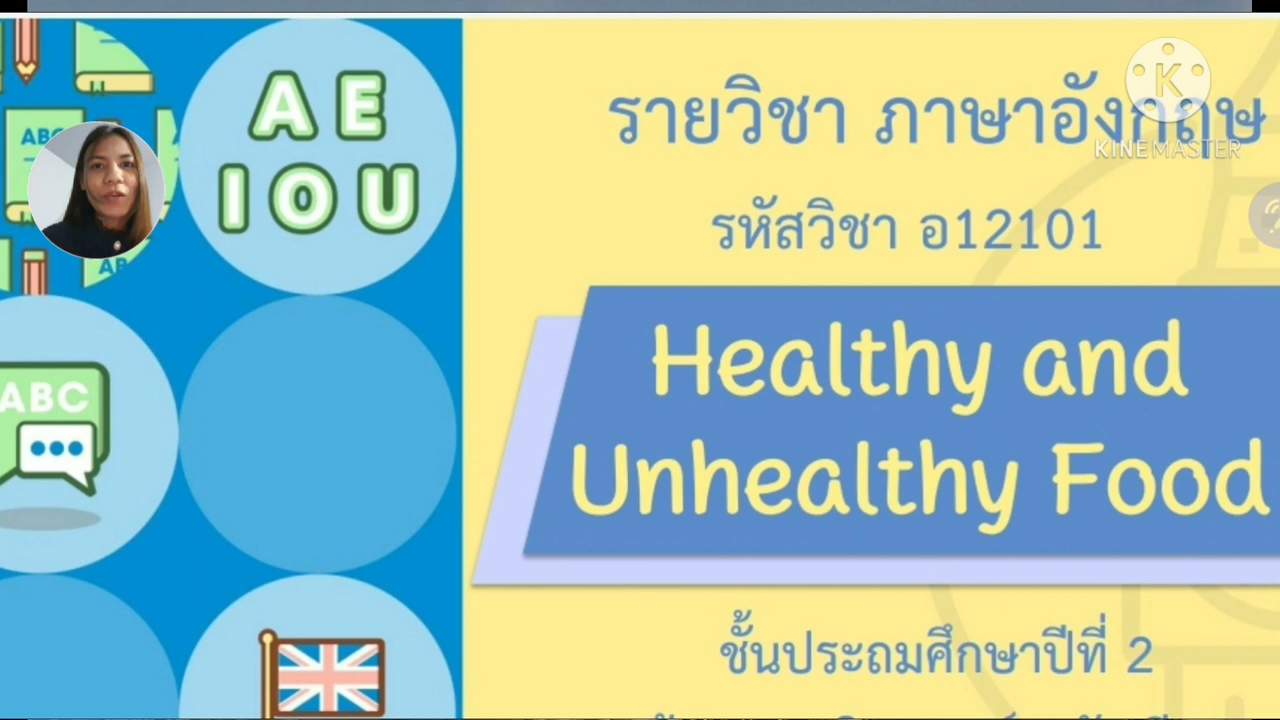 ABC
A E
I O U
ABC
AB
รายวิชา ภาษาอังกฤษ
K
KINEMASTER
รหัสวิชา อ12101
Healthy and
Unhealthy Food
ชั้นประถมศึกษาปีที่ 2